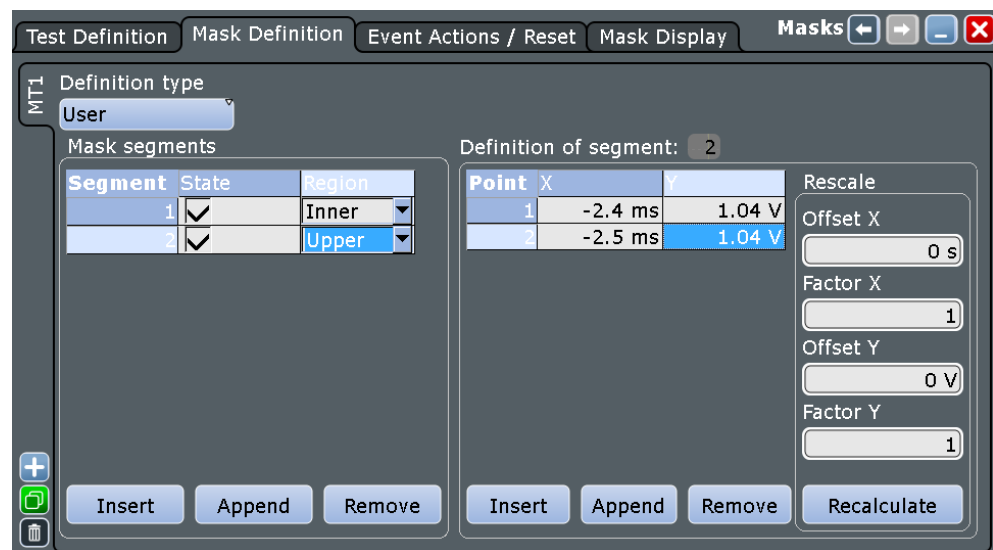 Test Definition Mask Definition Event Actions / Reset Mask Display Masks
MT1
Definition type
User
Mask segments
Segment State Region
1 Inner
2 Upper
Insert Append Remove
Definition of segment: 2
Point X Y
1 -2.4 ms 1.04 V
2 -2.5 ms 1.04 V
Insert Append Remove
Rescale
Offset X
0 s
Factor X
1
Offset Y
0 V
Factor Y
1
Recalculate